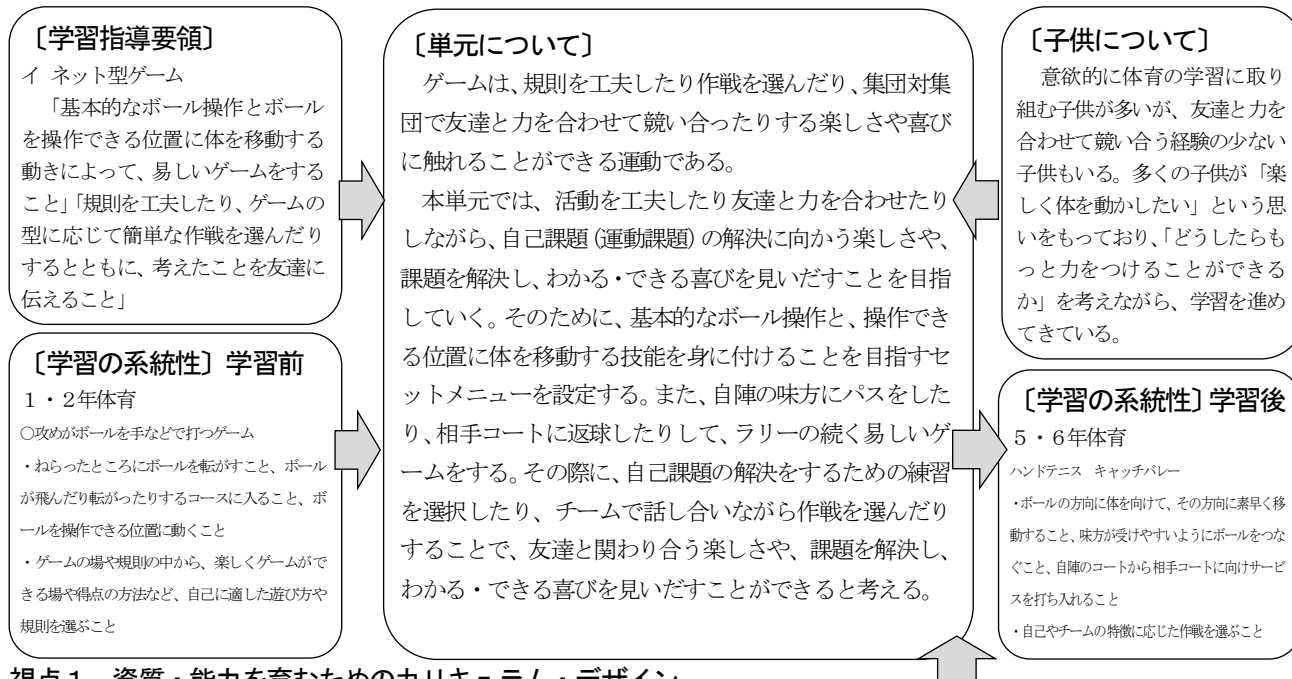 〔学習指導要領〕
イ ネット型ゲーム
「基本的なボール操作とボール
を操作できる位置に体を移動する
動きによって、易しいゲームをする
こと」「規則を工夫したり、ゲームの
型に応じて簡単な作戦を選んだり
するとともに、考えたことを友達に
伝えること」
〔学習の系統性〕学習前
1・2年体育
○攻めがボールを手などで打つゲーム
・ねらったところにボールを転がすこと、ボール
が飛んだり転がったりするコースに入ること、ボ
ールを操作できる位置に動くこと
・ゲームの場や規則の中から、楽しくゲームがで
きる場や得点の方法など、自己に適した遊び方や
規則を選ぶこと
〔単元について〕
ゲームは、規則を工夫したり作戦を選んだり、集団対集
団で友達と力を合わせて競い合ったりする楽しさや喜び
に触れることができる運動である。
本単元では、活動を工夫したり友達と力を合わせたり
しながら、自己課題(運動課題)の解決に向かう楽しさや、
課題を解決し、わかる・できる喜びを見いだすことを目指
していく。そのために、基本的なボール操作と、操作でき
る位置に体を移動する技能を身に付けることを目指すセ
ットメニューを設定する。また、自陣の味方にパスをした
り、相手コートに返球したりして、ラリーの続く易しいゲ
ームをする。その際に、自己課題の解決をするための練習
を選択したり、チームで話し合いながら作戦を選んだり
することで、友達と関わり合う楽しさや、課題を解決し、
わかる・できる喜びを見いだすことができると考える。
〔子供について〕
意欲的に体育の学習に取り
組む子供が多いが、友達と力を
合わせて競い合う経験の少ない
子供もいる。多くの子供が「楽
しく体を動かしたい」という思
いをもっており、「どうしたらも
っと力をつけることができる
か」を考えながら、学習を進め
てきている。
〔学習の系統性〕学習後
5・6年体育
ハンドテニス キャッチバレー
・ボールの方向に体を向けて、その方向に素早く移
動すること、味方が受けやすいようにボールをつな
ぐこと、自陣のコートから相手コートに向けサービ
スを打ち入れること
・自己やチームの特徴に応じた作戦を選ぶこと
視点1 資質・能力を育むためのカリキュラム・デザイン